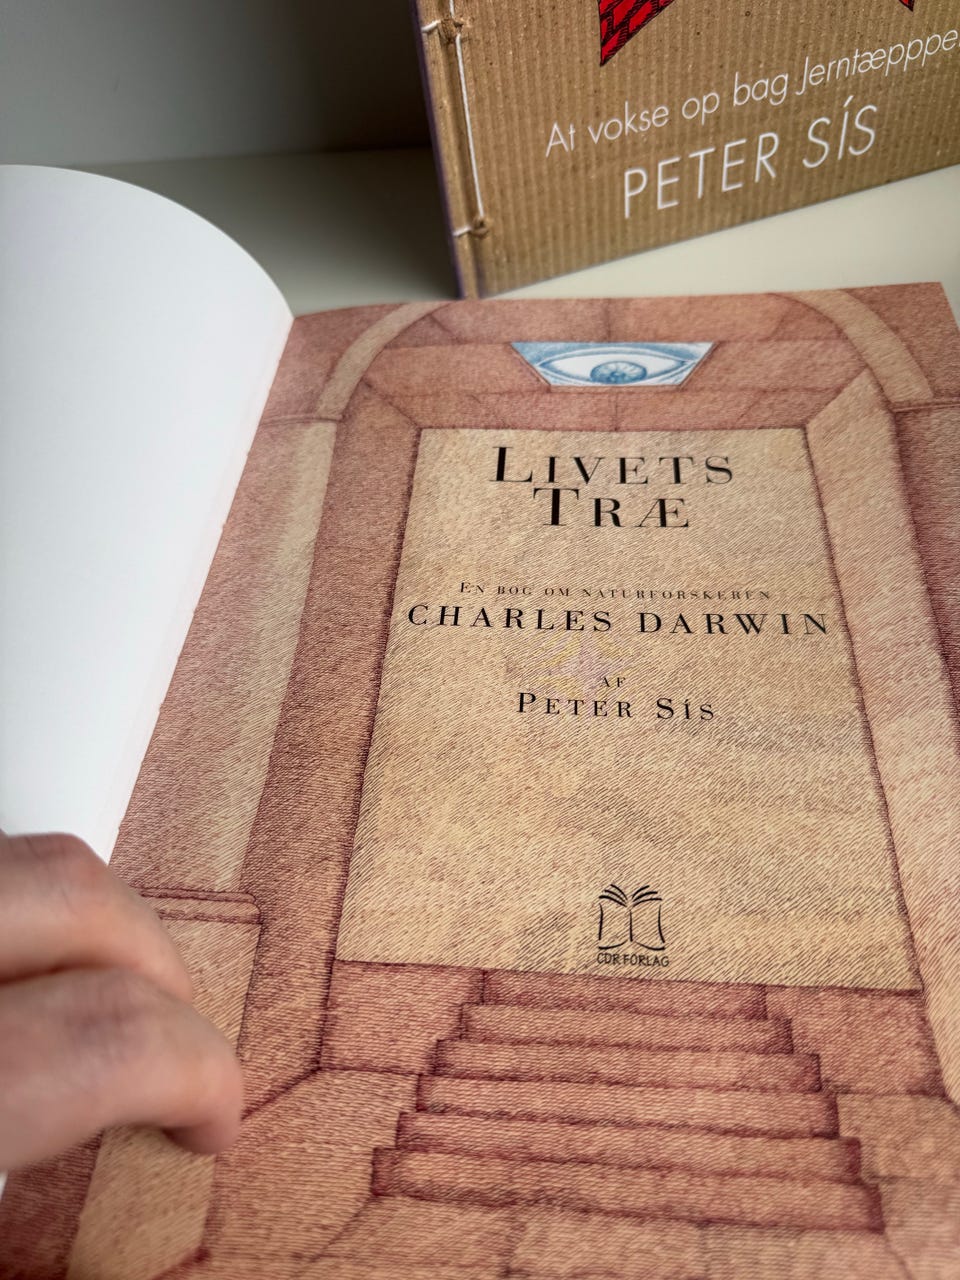 At vokse op bag Jerntæpppe
PETER SÍS
LIVETS
TRÆ
EN BOG OM NATURFORSKEREN
CHARLES DARWIN
AF
PETER SÍS
CDR FORLAG